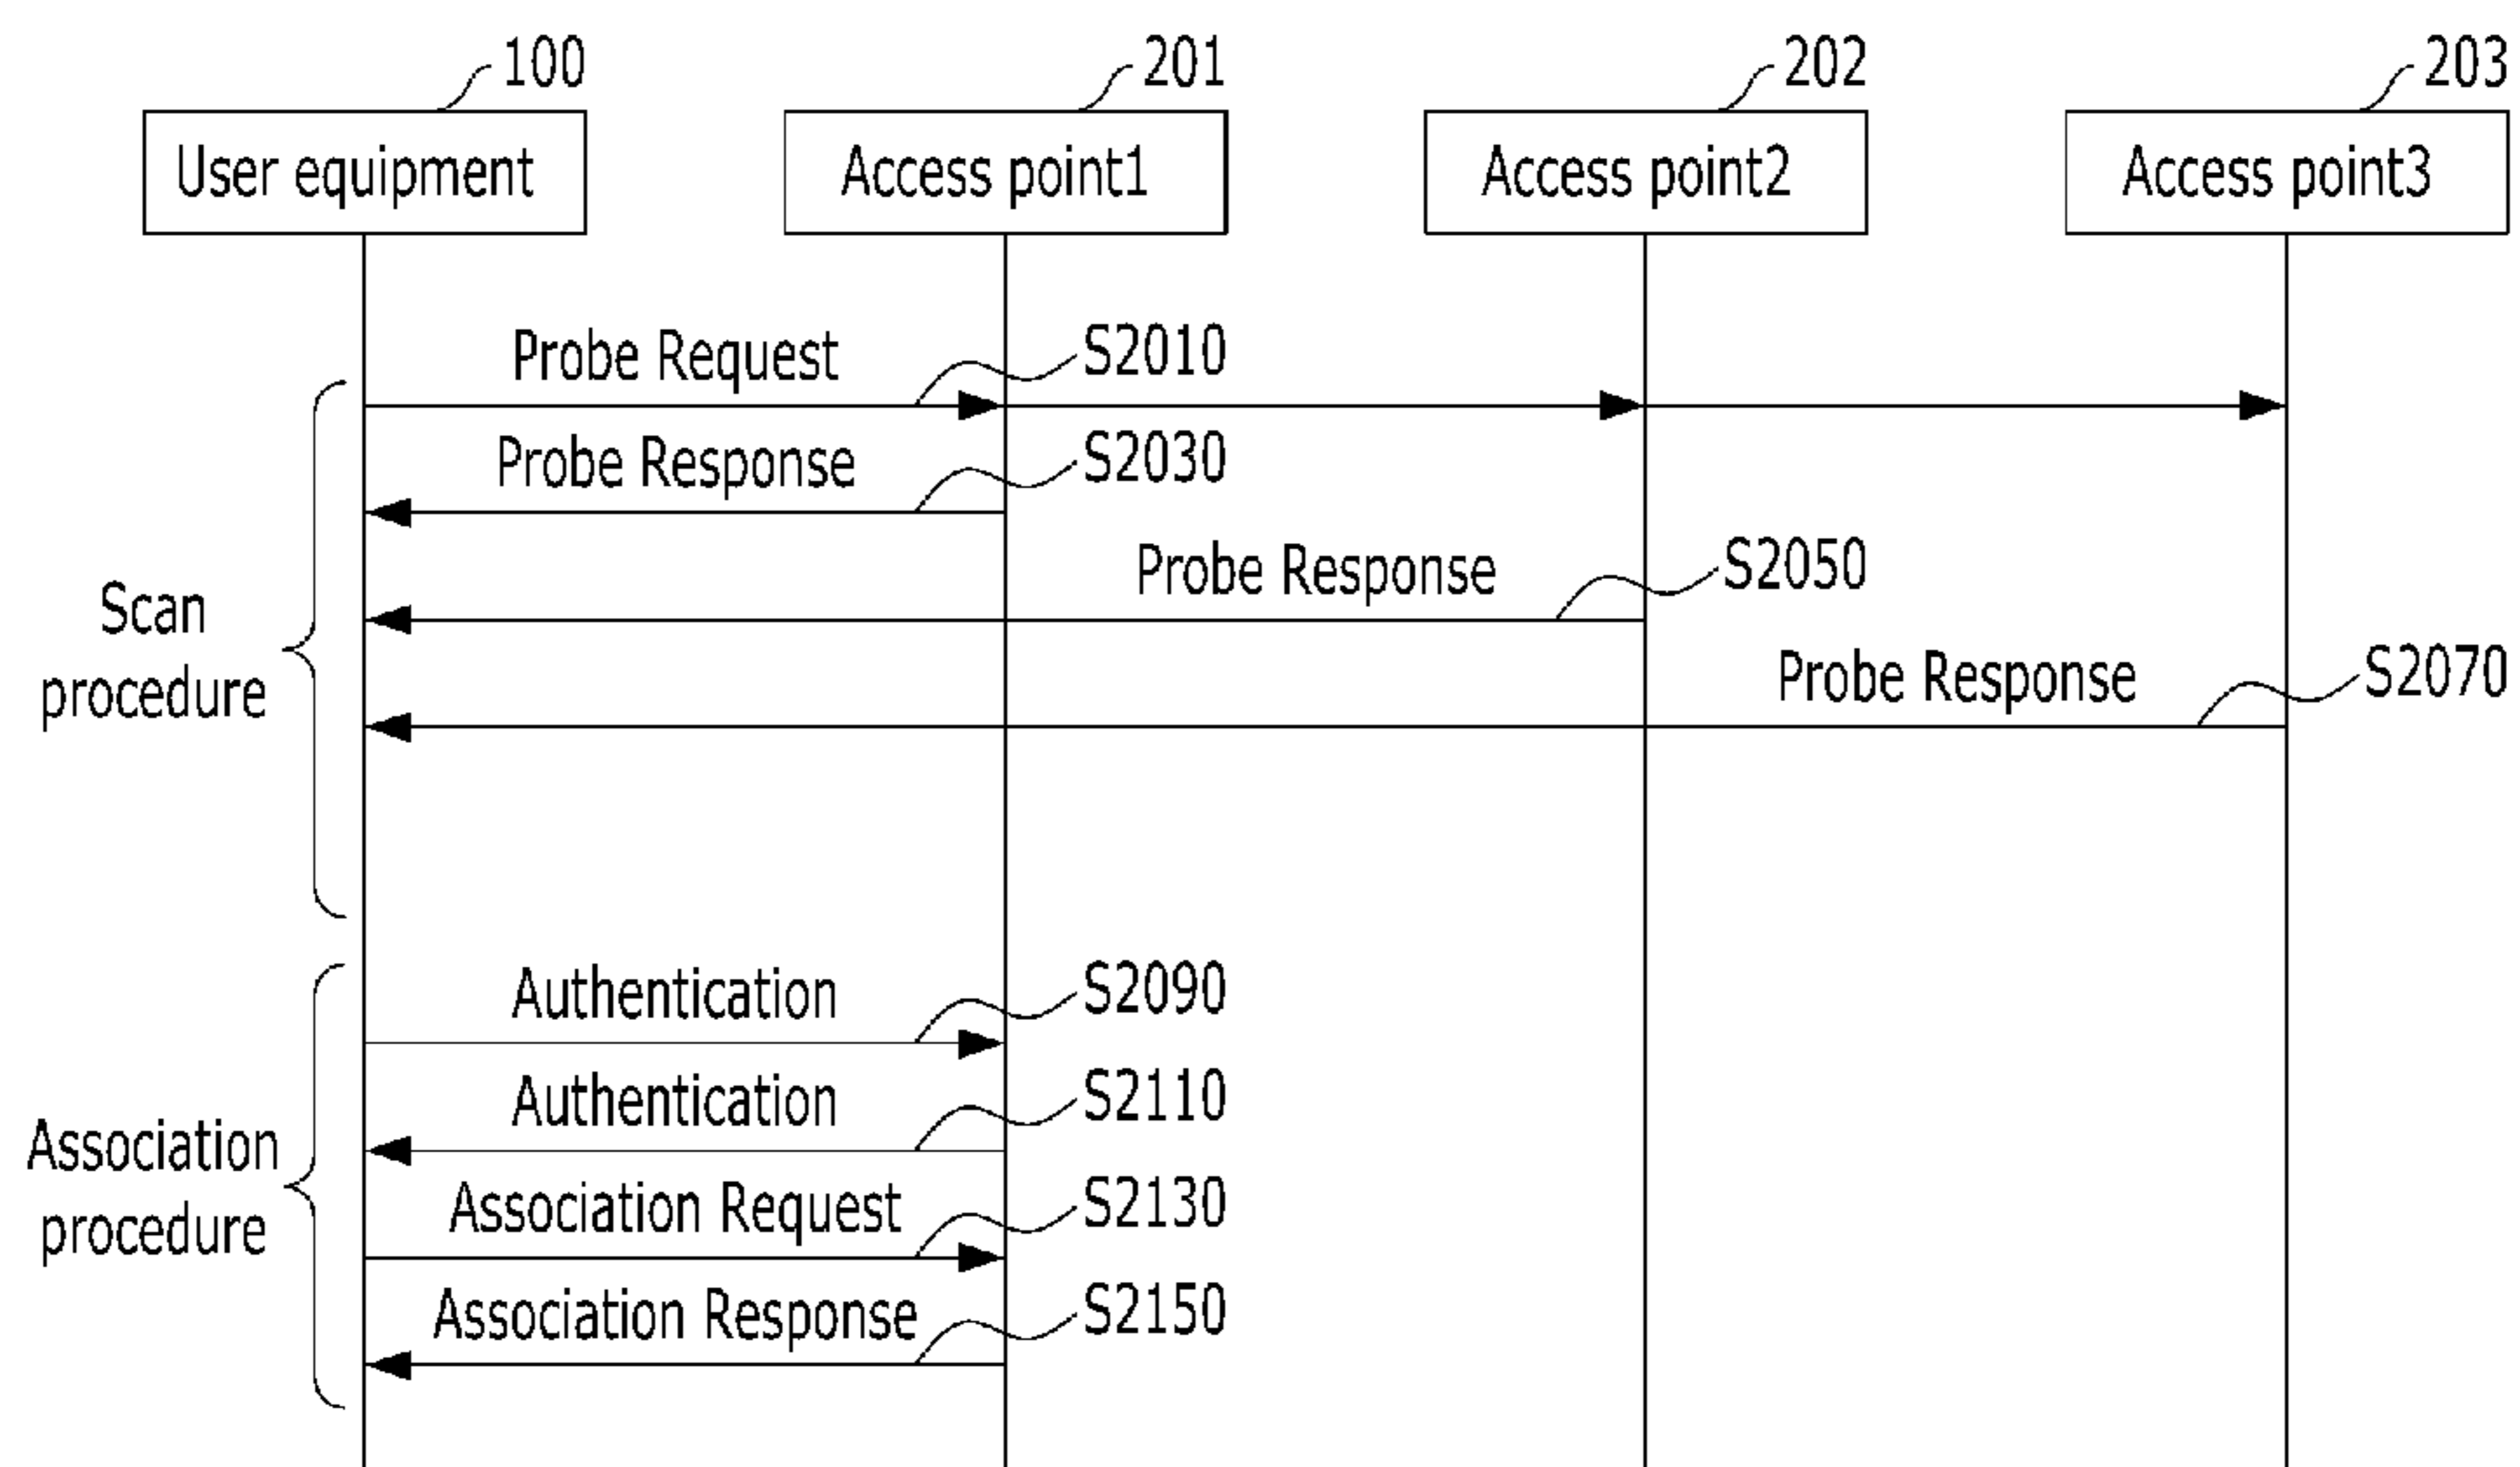 100
201
202
203
User equipment
Access point1
Access point2
Access point3
Probe Request
S2010
Probe Response
S2030
Probe Response
S2050
Probe Response
S2070
Scan
procedure
Authentication
S2090
Authentication
S2110
Association Request
S2130
Association Response
S2150
Association
procedure